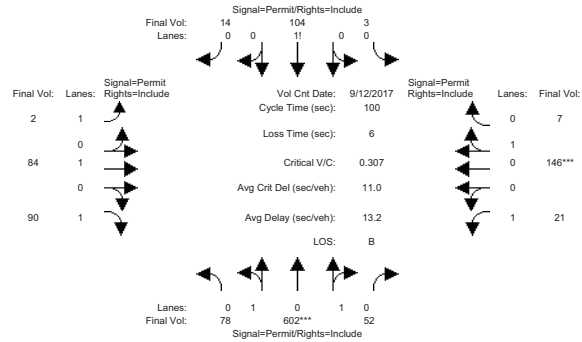 Signal=Permit/Rights=Include
Final Vol: 14 104 3
Lanes: 0 0 1! 0 0
Signal=Permit
Final Vol: Lanes: Rights=Include
Vol Cnt Date: 9/12/2017
Signal=Permit
Rights=Include Lanes: Final Vol:
Cycle Time (sec): 100
2 1
0 7
Loss Time (sec): 6
0
1
84 1
Critical V/C: 0.307
0 146***
0
Avg Crit Del (sec/veh): 11.0
0
90 1
Avg Delay (sec/veh): 13.2
1 21
LOS: B
Lanes: 0 1 0 1 0
Final Vol: 78 602*** 52
Signal=Permit/Rights=Include